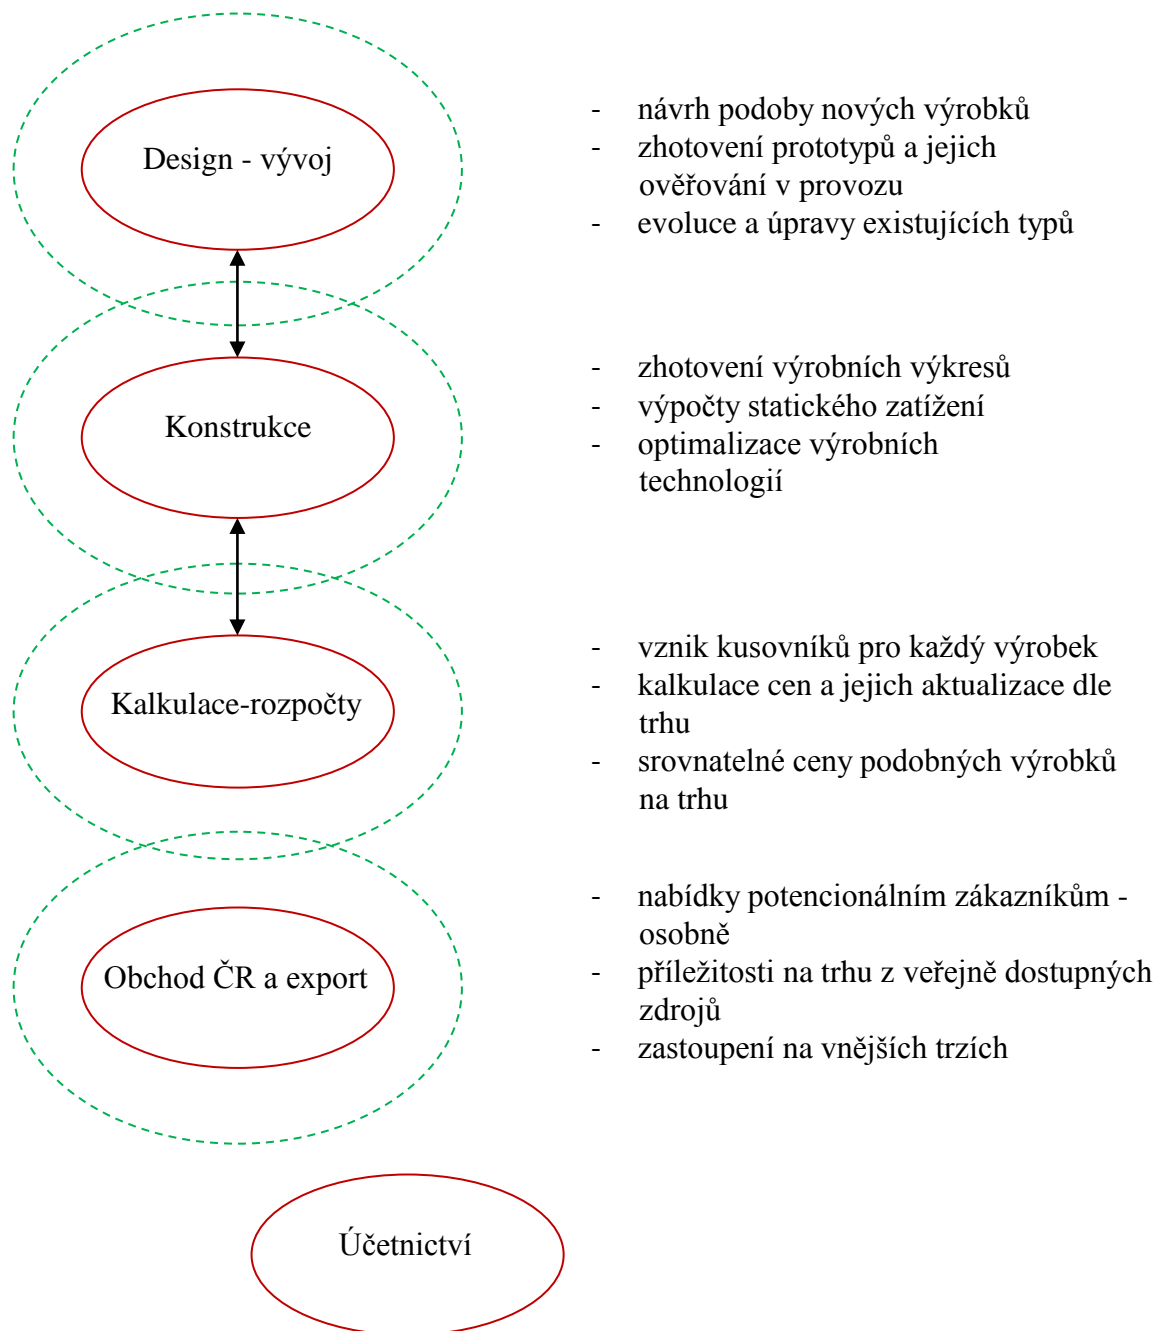 Design - vývoj
- návrh podoby nových výrobků
- zhotovení prototypů a jejich
ověřování v provozu
- evoluce a úpravy existujících typů
Konstrukce
- zhotovení výrobních výkresů
- výpočty statického zatížení
- optimalizace výrobních
technologií
Kalkulace-rozpočty
- vznik kusovníků pro každý výrobek
- kalkulace cen a jejich aktualizace dle
trhu
- srovnatelné ceny podobných výrobků
na trhu
Obchod ČR a export
- nabídky potencionálním zákazníkům -
osobně
- příležitosti na trhu z veřejně dostupných
zdrojů
- zastoupení na vnějších trzích
Účetnictví